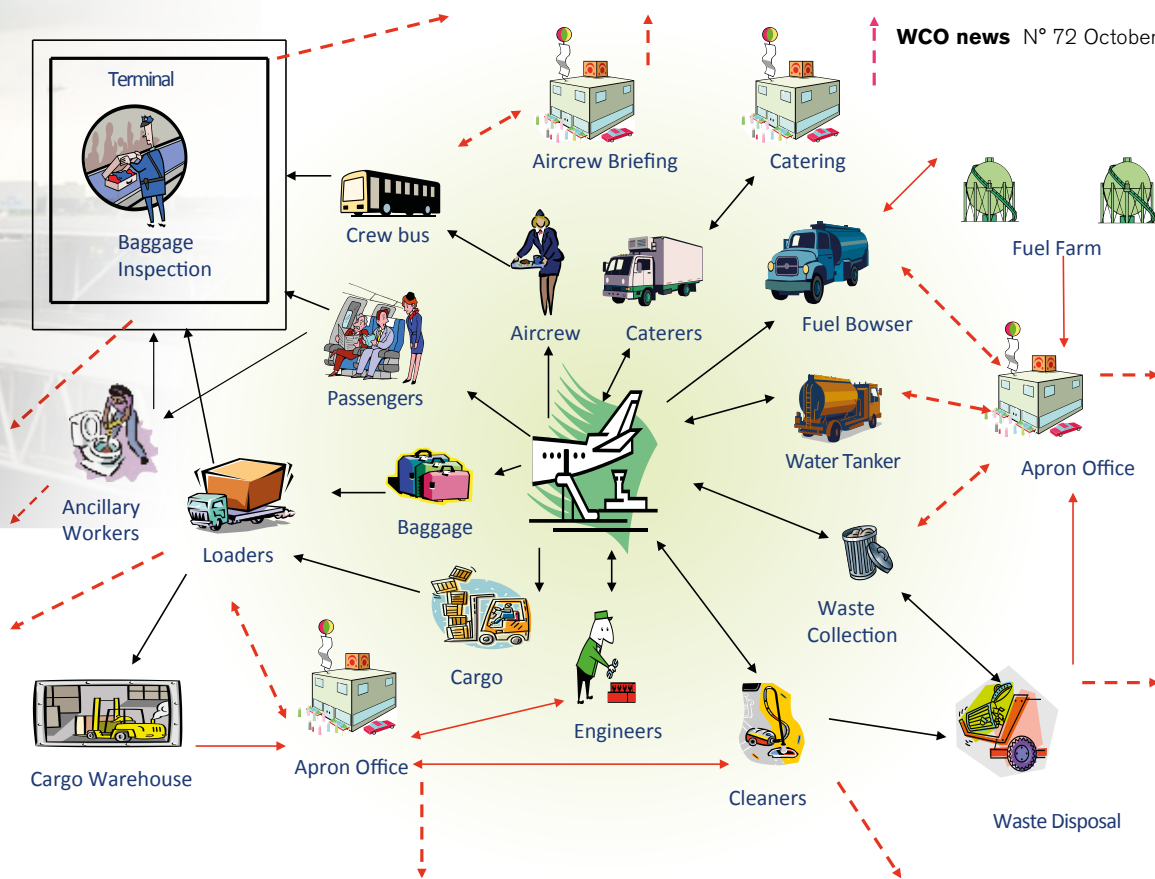 WCO news N° 72 October
Terminal
Baggage
Inspection
Aircrew Briefing
Catering
Crew bus
Fuel Farm
Aircrew
Caterers
Fuel Bowser
Passengers
Water Tanker
Apron Office
Ancillary
Workers
Loaders
Baggage
Waste
Collection
Cargo
Engineers
Cargo Warehouse
Apron Office
Cleaners
Waste Disposal